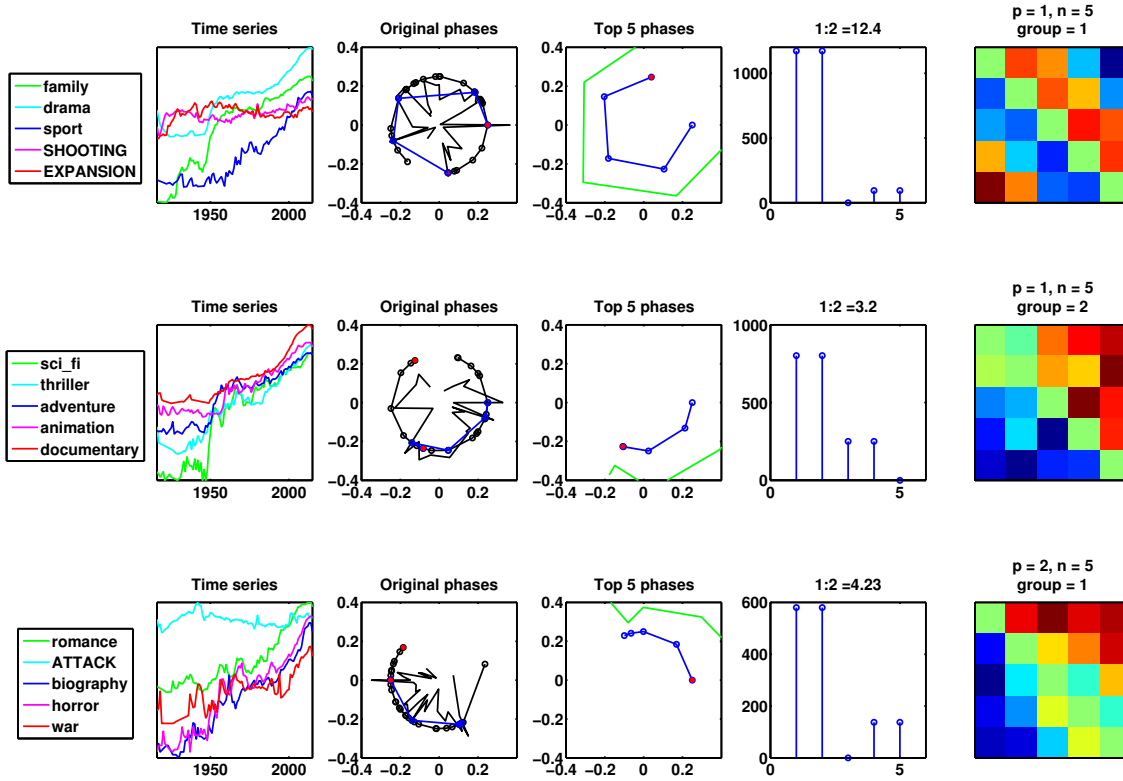 Time series
Original phases
Top 5 phases
1:2 =12.4
p = 1, n = 5
group = 1
family
drama
sport
SHOOTING
EXPANSION
1950 2000
0.4
0.2
0
−0.2
−0.4
−0.4 −0.2 0 0.2
0.4
0.2
0
−0.2
−0.4
−0.4 −0.2 0 0.2
1000
500
0
0 5
Time series
Original phases
Top 5 phases
1:2 =3.2
p = 1, n = 5
group = 2
sci_fi
thriller
adventure
animation
documentary
1950 2000
0.4
0.2
0
−0.2
−0.4
−0.4 −0.2 0 0.2
0.4
0.2
0
−0.2
−0.4
−0.4 −0.2 0 0.2
1000
500
0
0 5
Time series
Original phases
Top 5 phases
1:2 =4.23
p = 2, n = 5
group = 1
romance
ATTACK
biography
horror
war
1950 2000
0.4
0.2
0
−0.2
−0.4
−0.4 −0.2 0 0.2
0.4
0.2
0
−0.2
−0.4
−0.4 −0.2 0 0.2
600
400
200
0
0 5